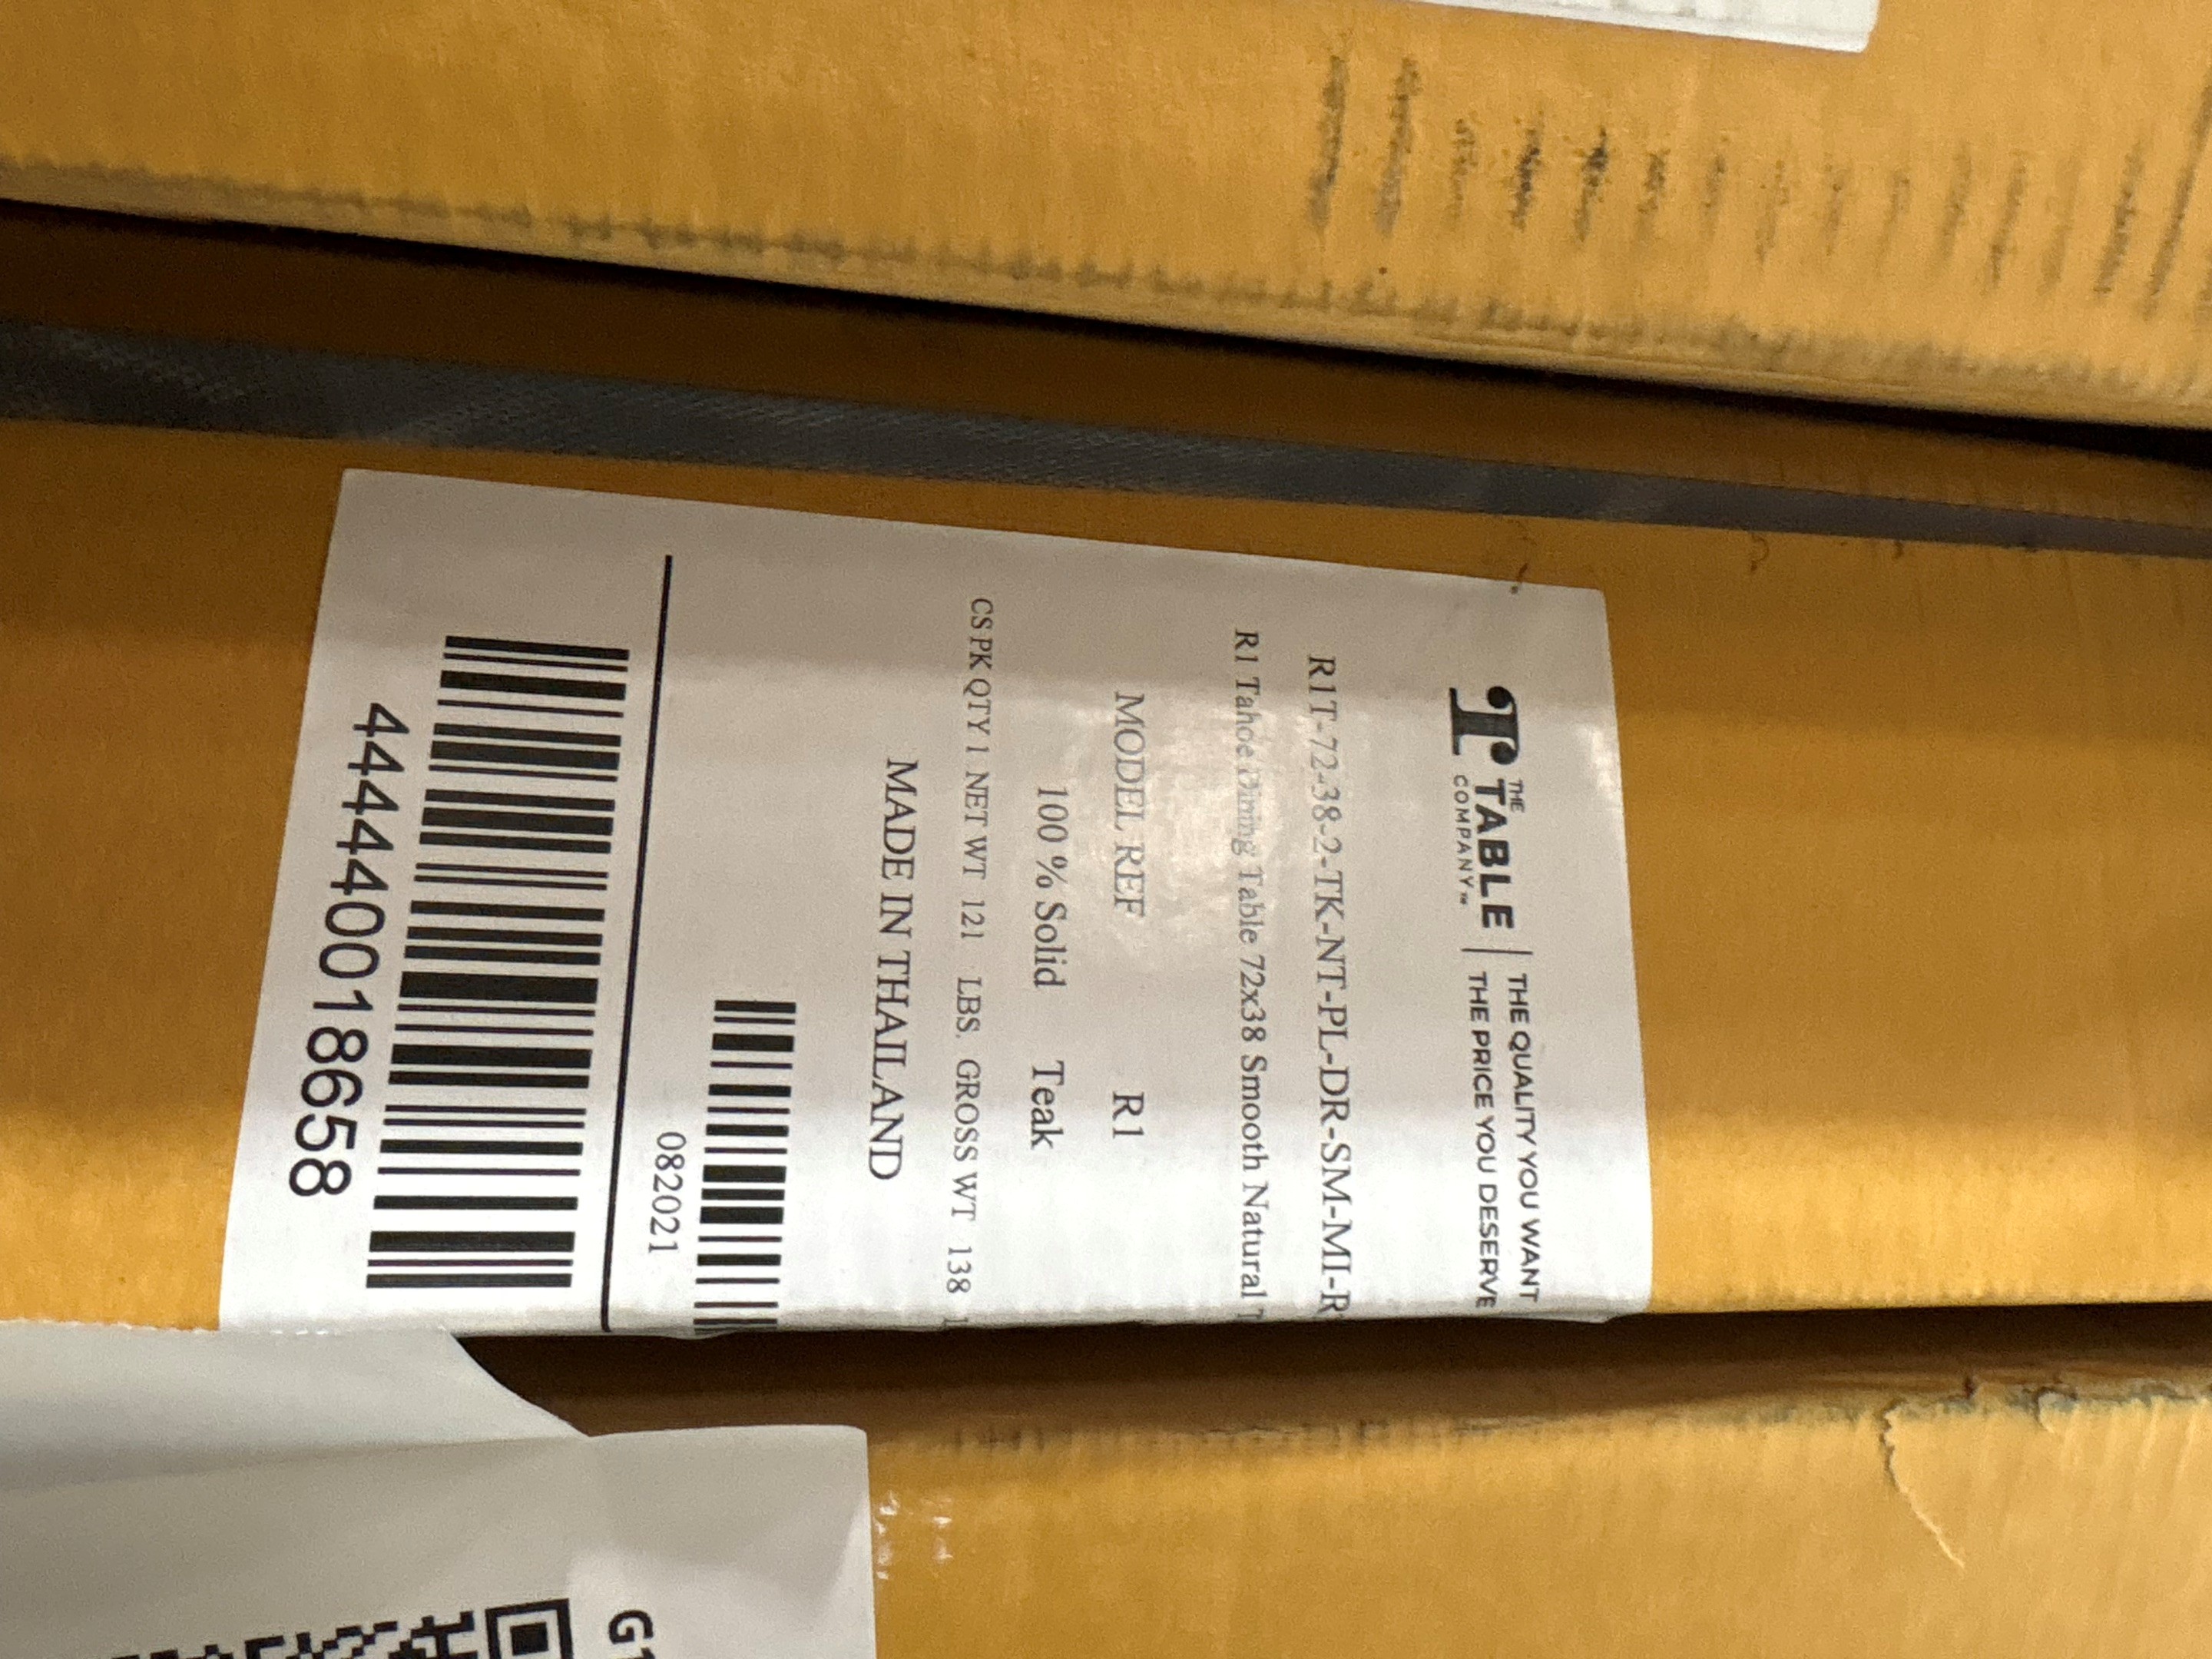 THE
TABLE
COMPANY™
THE QUALITY YOU WANT
THE PRICE YOU DESERVE
R1T-72-38-2-TK-NT-PL-DR-SM-MI-R
R1 Tahoe Dining Table 72x38 Smooth Natural T
MODEL REF R1
100 % Solid Teak
CS PK QTY 1 NET WT 121 LBS. GROSS WT 138
MADE IN THAILAND
082021
4444400018658
G1